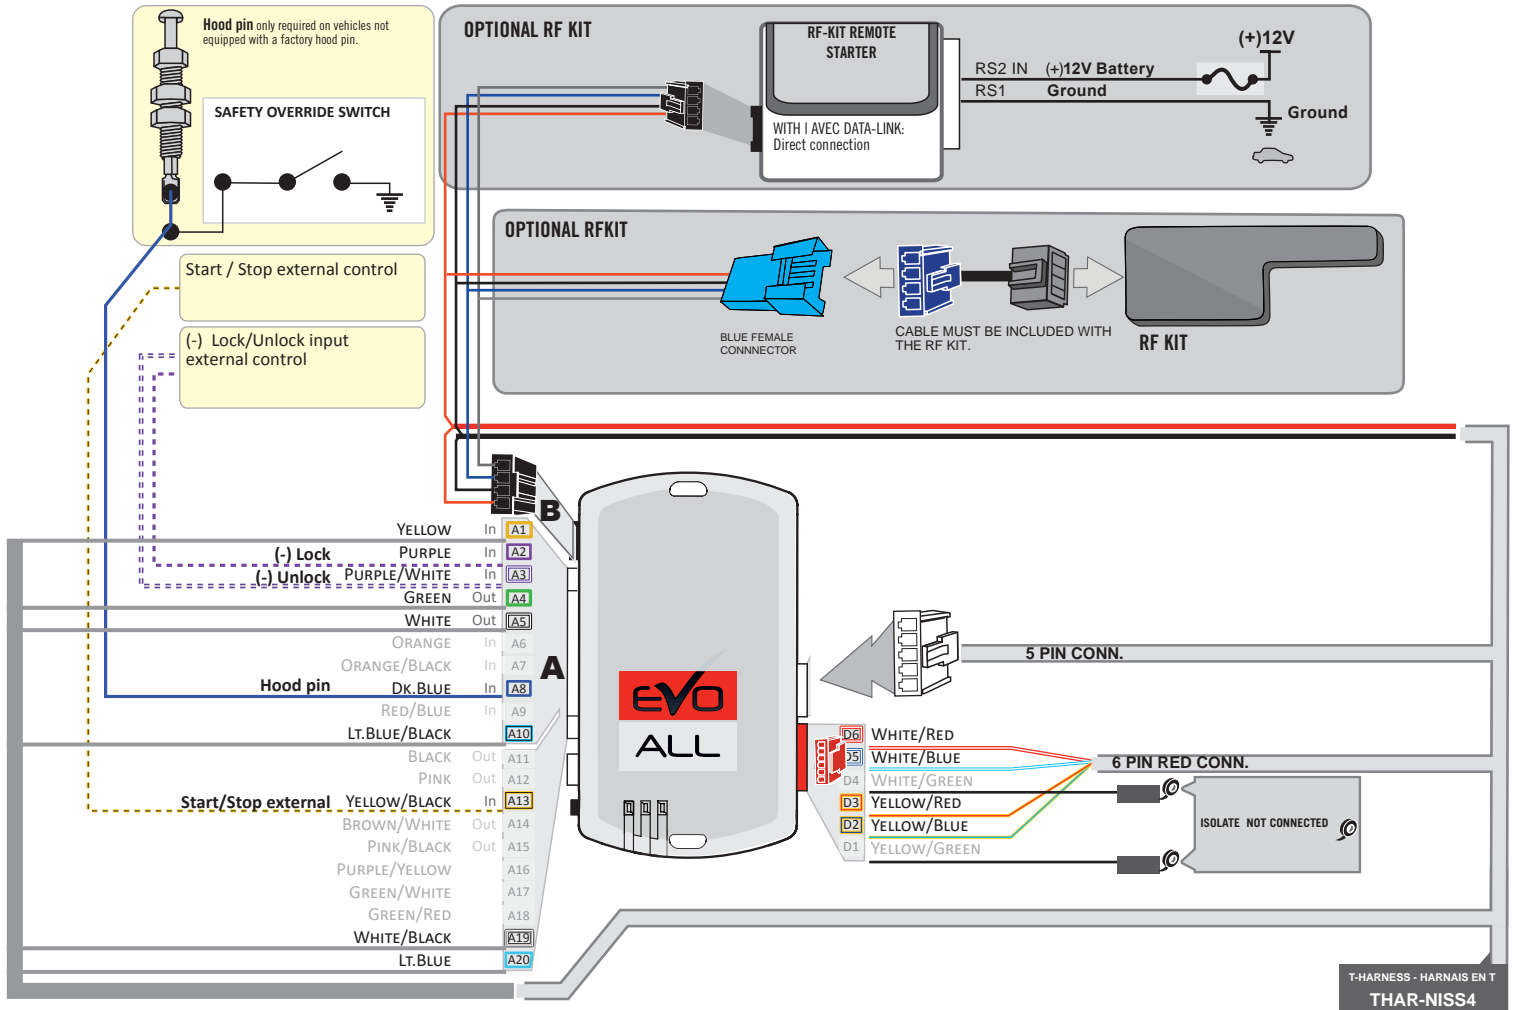 Hood pin only required on vehicles not
equipped with a factory hood pin.
SAFETY OVERRIDE SWITCH
Start / Stop external control
(-) Lock/Unlock input
external control
OPTIONAL RF KIT
RF-KIT REMOTE
STARTER
WITH | AVEC DATA-LINK:
Direct connection
RS2 IN (+)12V Battery
RS1 Ground
(+)12V
Ground
OPTIONAL RFKIT
BLUE FEMALE
CONNNECTOR
CABLE MUST BE INCLUDED WITH
THE RF KIT.
RF KIT
B
A
YELLOW In A1
(-) Lock PURPLE In A2
(-) Unlock PURPLE/WHITE In A3
GREEN Out A4
WHITE Out A5
ORANGE In A6
ORANGE/BLACK In A7
Hood pin DK.BLUE In A8
RED/BLUE In A9
LT.BLUE/BLACK A10
BLACK Out A11
PINK Out A12
Start/Stop external YELLOW/BLACK In A13
BROWN/WHITE Out A14
PINK/BLACK Out A15
PURPLE/YELLOW A16
GREEN/WHITE A17
GREEN/RED A18
WHITE/BLACK A19
LT.BLUE A20
EVO
ALL
5 PIN CONN.
D6 WHITE/RED
D5 WHITE/BLUE
D4 WHITE/GREEN
D3 YELLOW/RED
D2 YELLOW/BLUE
D1 YELLOW/GREEN
6 PIN RED CONN.
ISOLATE NOT CONNECTED
T-HARNESS - HARNAIS EN T
THAR-NISS4